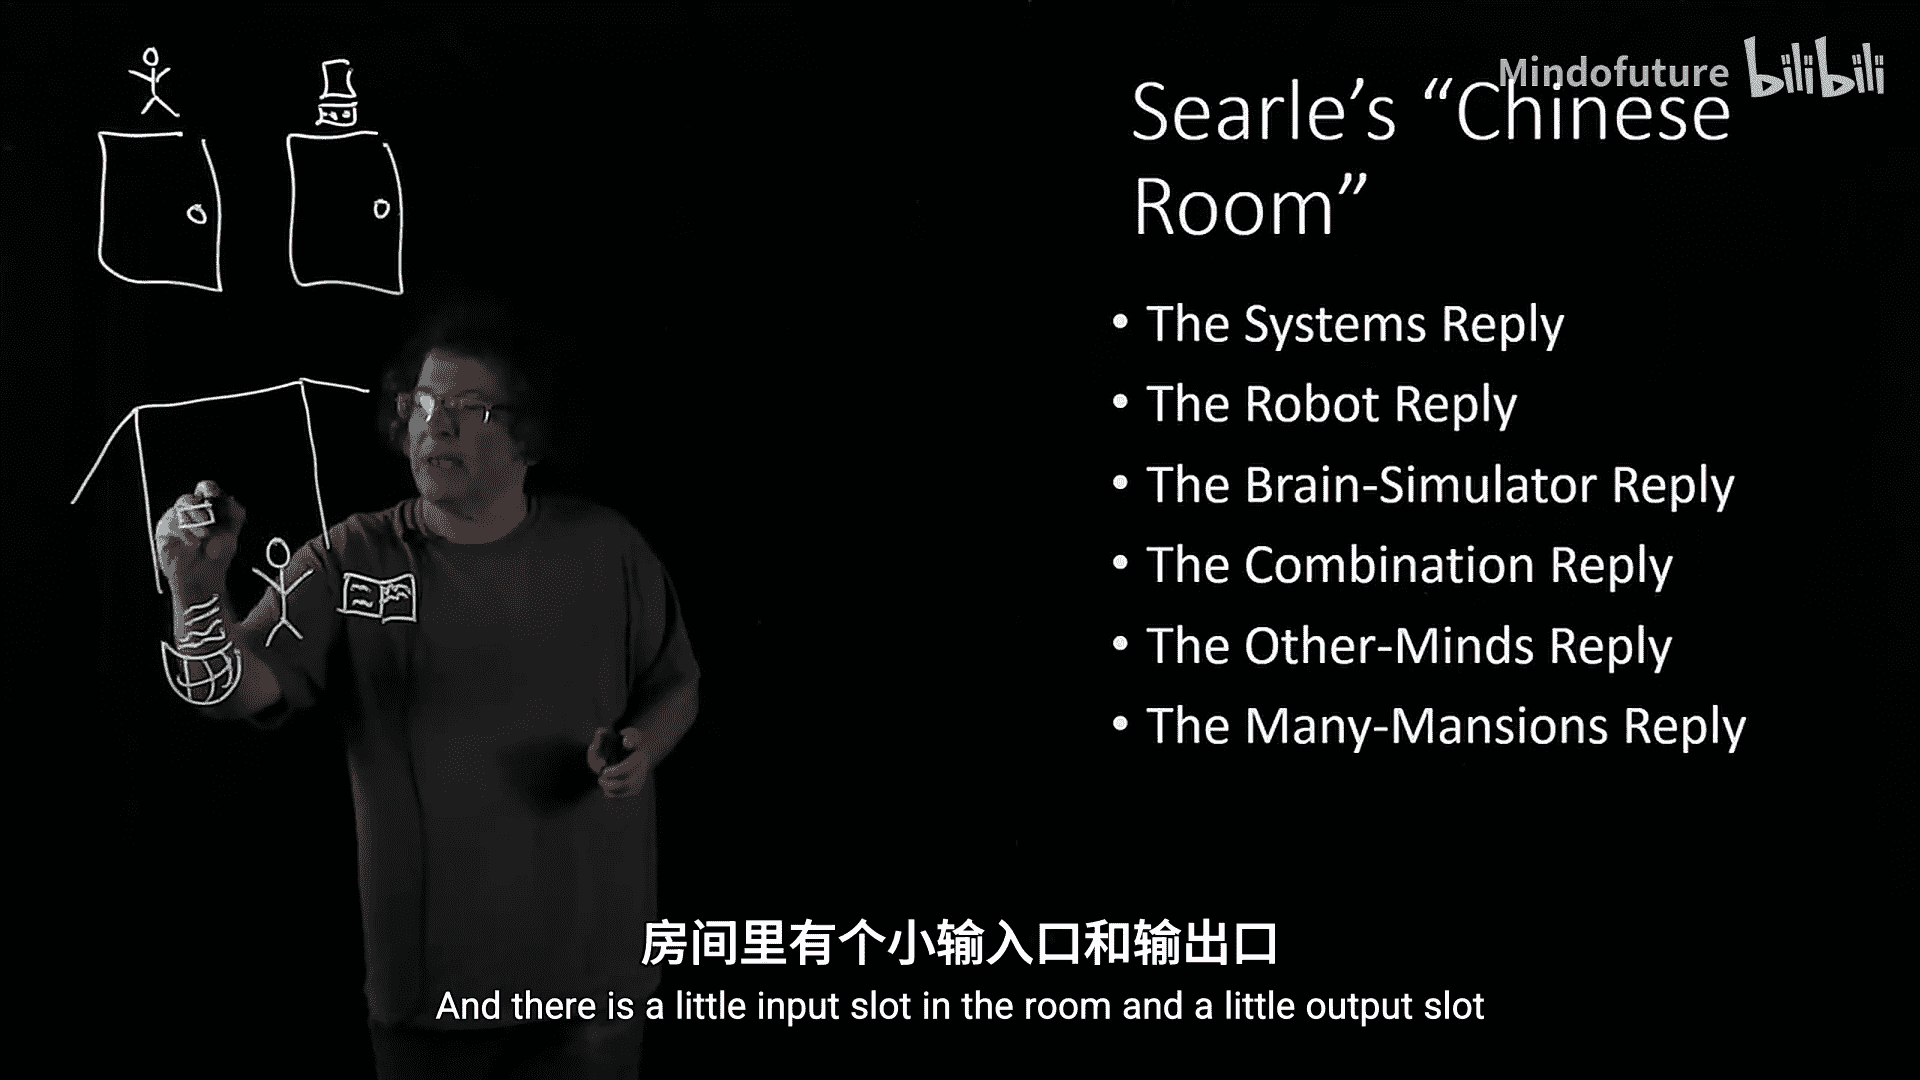 Mindofuture bilibili
Searle’s “Chinese
Room”
• The Systems Reply
• The Robot Reply
• The Brain-Simulator Reply
• The Combination Reply
• The Other-Minds Reply
• The Many-Mansions Reply
房间里有个小输入口和输出口
And there is a little input slot in the room and a little output slot